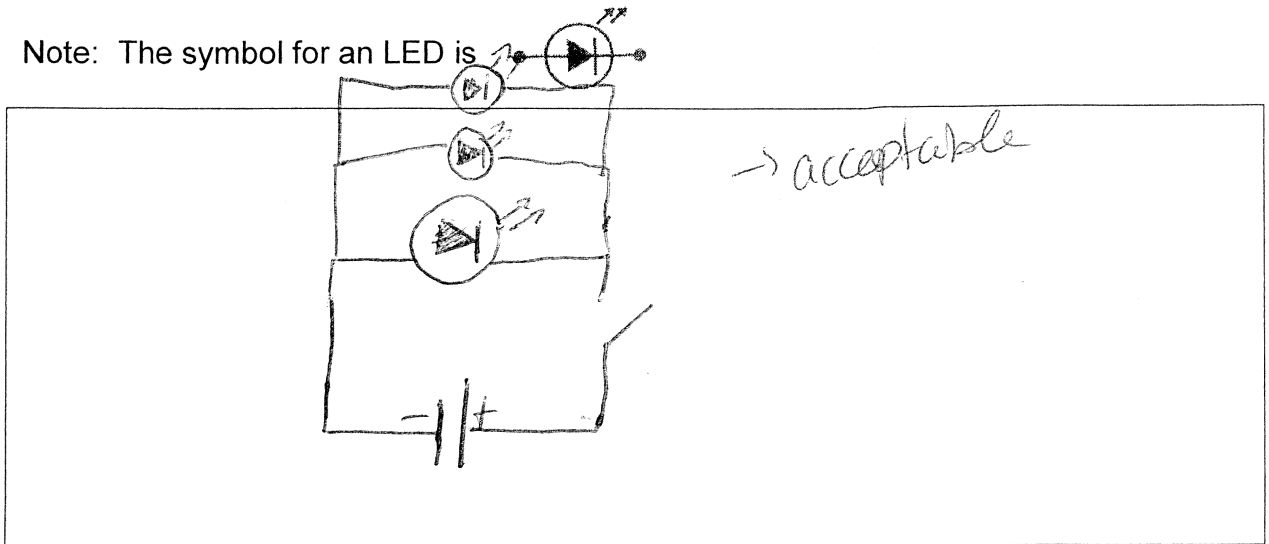 Note: The symbol for an LED is
→ acceptable
- +